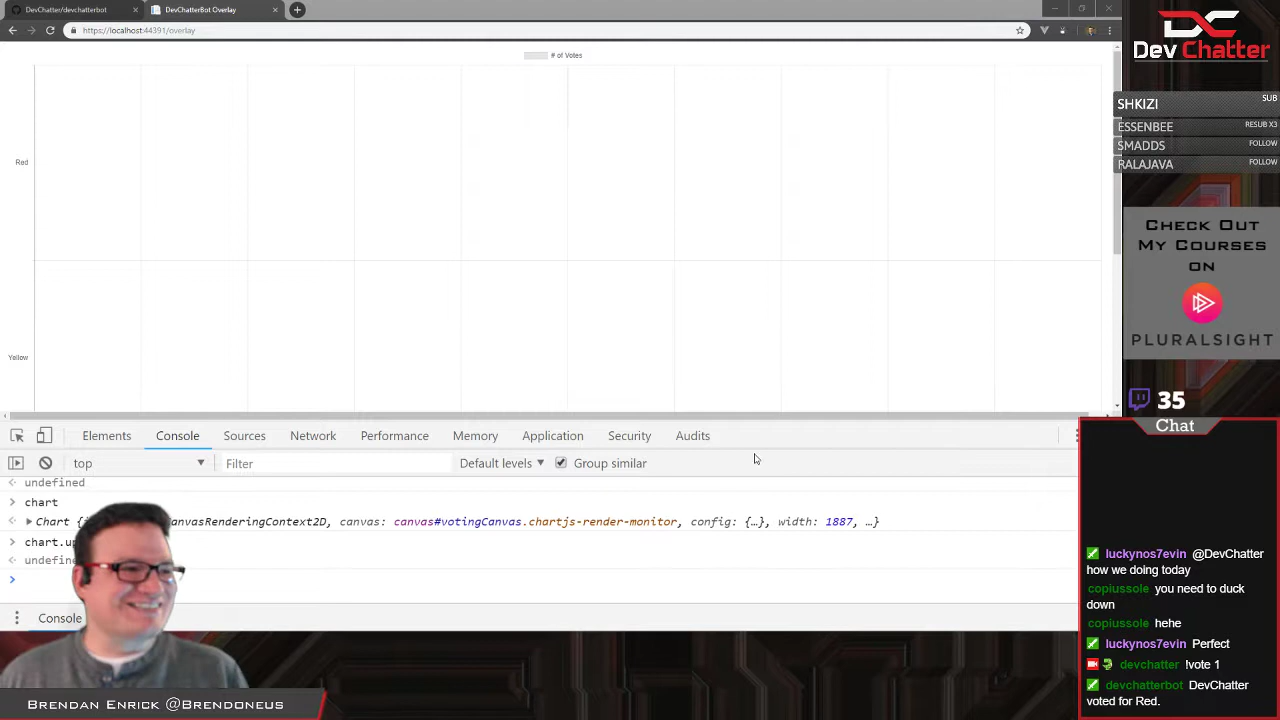 DevChatter/devchatterbot
DevChatterBot Overlay
https://localhost:44391/overlay
# of Votes
Red
Yellow
Elements
Console
Sources
Network
Performance
Memory
Application
Security
Audits
top
Filter
Default levels
Group similar
undefined
chart
Chart {
CanvasRenderingContext2D, canvas: canvas#votingCanvas.chartjs-render-monitor, config: {…}, width: 1887, …}
chart.up
undefine
Console
BRENDAN ENRICK @BRENDONEUS
DC
Dev Chatter
SHKIZI SUB
ESSENBEE RESUB X3
SMADDS FOLLOW
RALAJAVA FOLLOW
CHECK OUT
MY COURSES
ON
PLURALSIGHT
35
Chat
luckynos7evin @DevChatter
how we doing today
copiussole you need to duck
down
copiussole hehe
luckynos7evin Perfect
devchatter !vote 1
devchatterbot DevChatter
voted for Red.